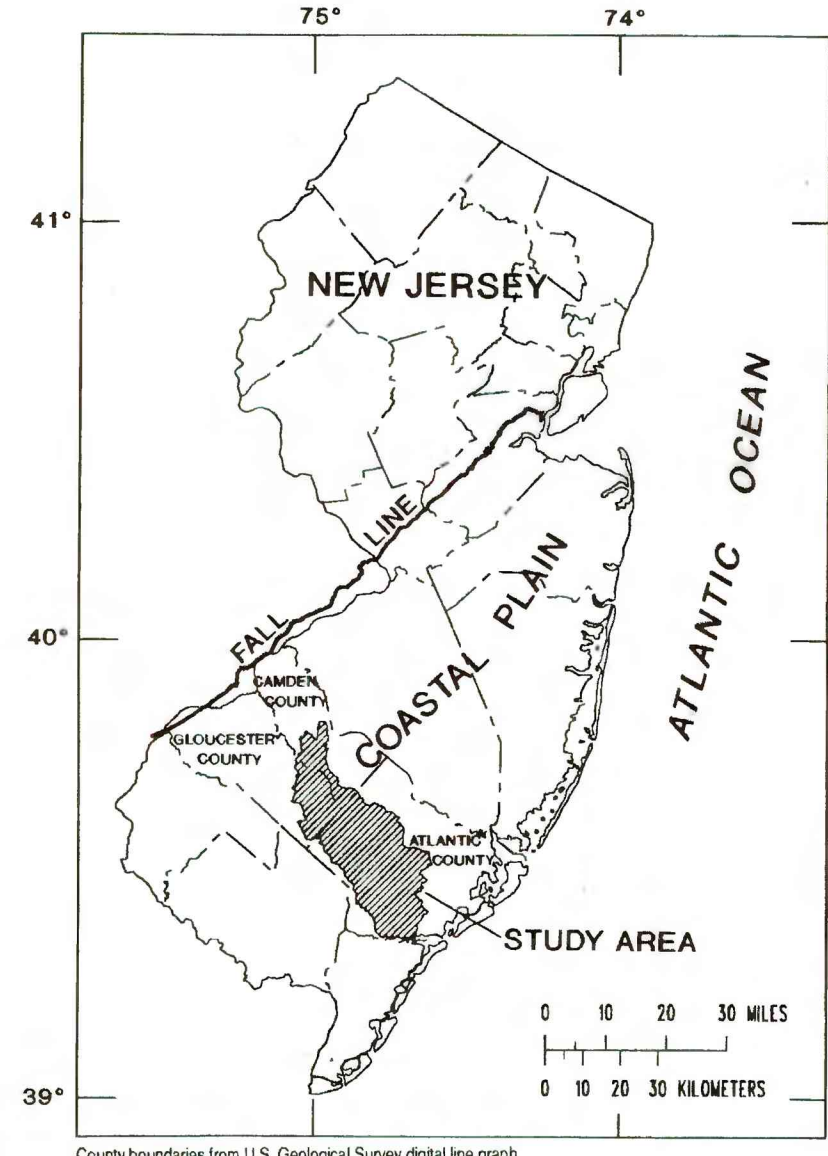 75° 74°
41°
NEW JERSEY
ATLANTIC OCEAN
FALL LINE
COASTAL PLAIN
40°
CAMDEN
COUNTY
GLOUCESTER
COUNTY
ATLANTIC
COUNTY
STUDY AREA
0 10 20 30 MILES
0 10 20 30 KILOMETERS
39°
County boundaries from U.S. Geological Survey digital line graph